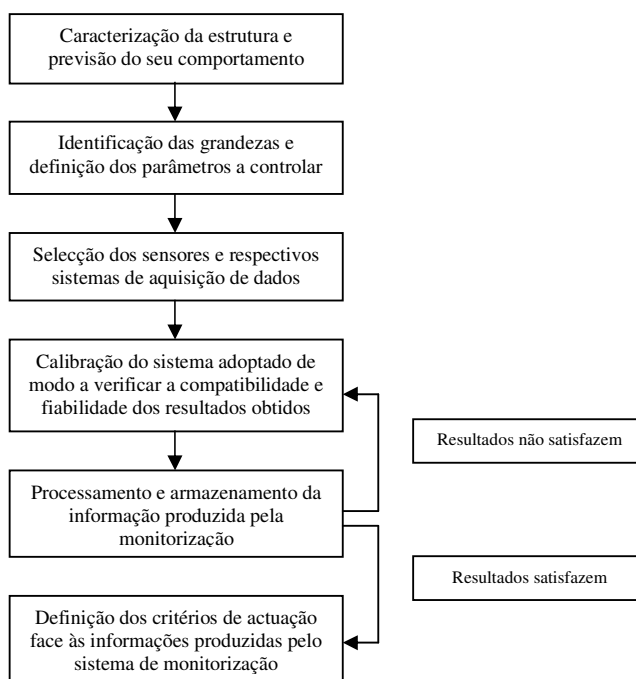 Caracterização da estrutura e
previsão do seu comportamento
Identificação das grandezas e
definição dos parâmetros a controlar
Selecção dos sensores e respectivos
sistemas de aquisição de dados
Calibração do sistema adoptado de
modo a verificar a compatibilidade e
fiabilidade dos resultados obtidos
Resultados não satisfazem
Processamento e armazenamento da
informação produzida pela
monitorização
Resultados satisfazem
Definição dos critérios de actuação
face às informações produzidas pelo
sistema de monitorização